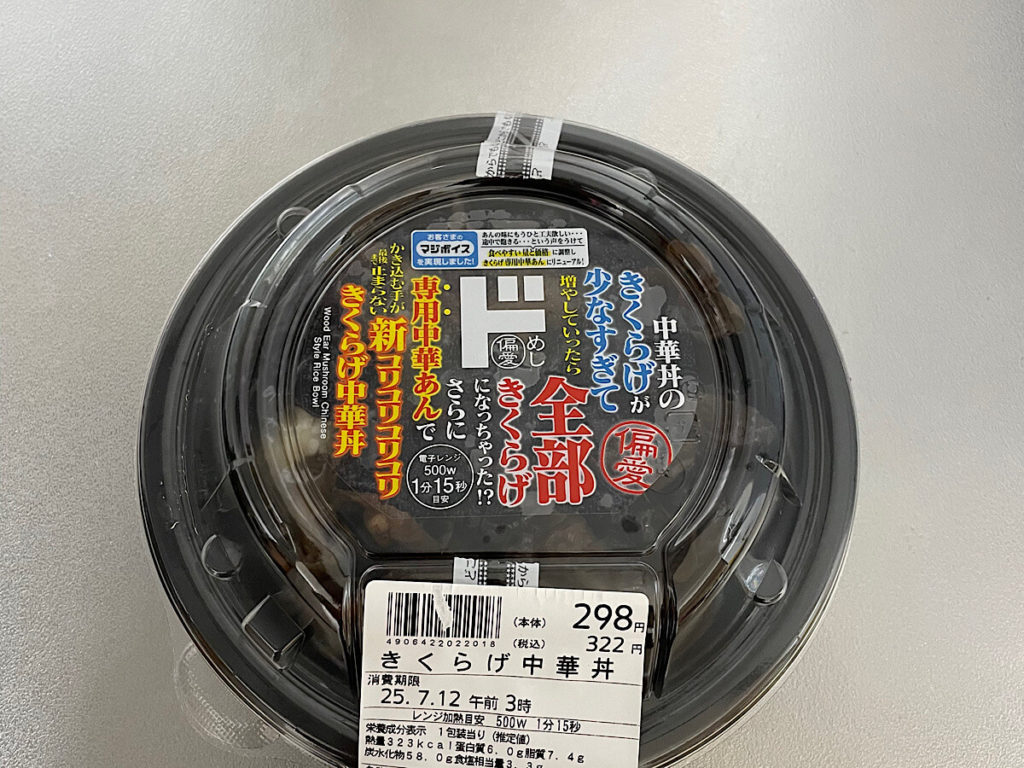 お客さまの
マジボイス
を実現しました!
あんの味にもうひと工夫欲しい・・・
途中で飽きる・・・という声をうけて
食べやすい量と価格に調整し
きくらげ専用中華あんにリニューアル!
中華丼の
きくらげが
少なすぎて
増やしていったら
偏愛
全部
きくらげ
になっちゃった!?
ド
偏愛
めし
さらに
専用中華あんで
新コリコリコリコリ
かき込む手が
最後まで止まらない
きくらげ中華丼
Wood Ear Mushroom Chinese
Style Rice Bowl
電子レンジ
500W
1分15秒
目安
4906422022018
(本体) 298円
(税込) 322円
きくらげ中華丼
消費期限
25.7.12 午前 3時
レンジ加熱目安 500W 1分15秒
栄養成分表示 1包装当り (推定値)
熱量323kcal蛋白質6.0g脂質7.4g
炭水化物58.0g食塩相当量3.3g